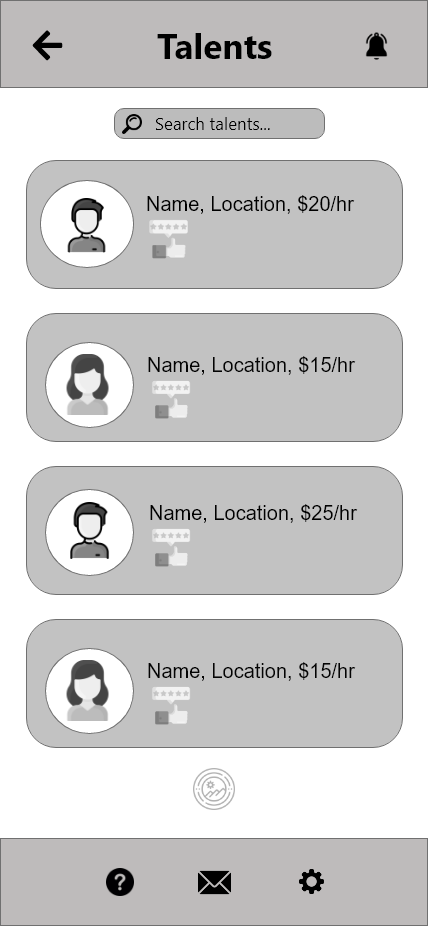 Talents
Search talents...
Name, Location, $20/hr
Name, Location, $15/hr
Name, Location, $25/hr
Name, Location, $15/hr
?